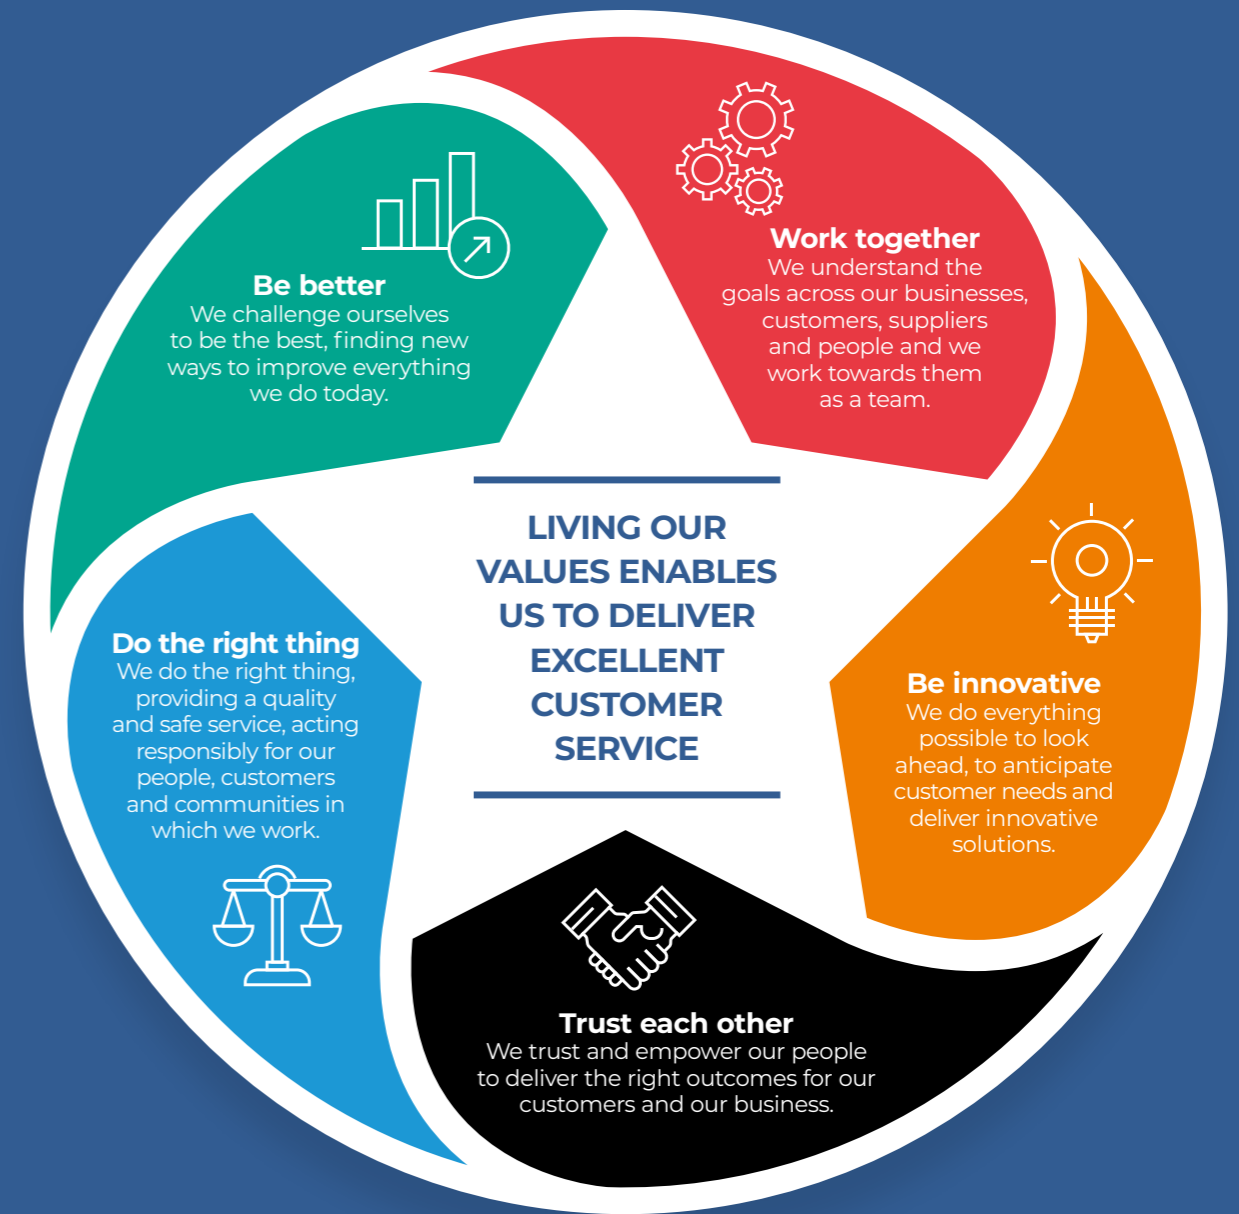 Work together
We understand the
goals across our businesses,
customers, suppliers
and people and we
work towards them
as a team.
Be better
We challenge ourselves
to be the best, finding new
ways to improve everything
we do today.
LIVING OUR
VALUES ENABLES
US TO DELIVER
EXCELLENT
CUSTOMER
SERVICE
Do the right thing
We do the right thing,
providing a quality
and safe service, acting
responsibly for our
people, customers
and communities in
which we work.
Be innovative
We do everything
possible to look
ahead, to anticipate
customer needs and
deliver innovative
solutions.
Trust each other
We trust and empower our people
to deliver the right outcomes for our
customers and our business.